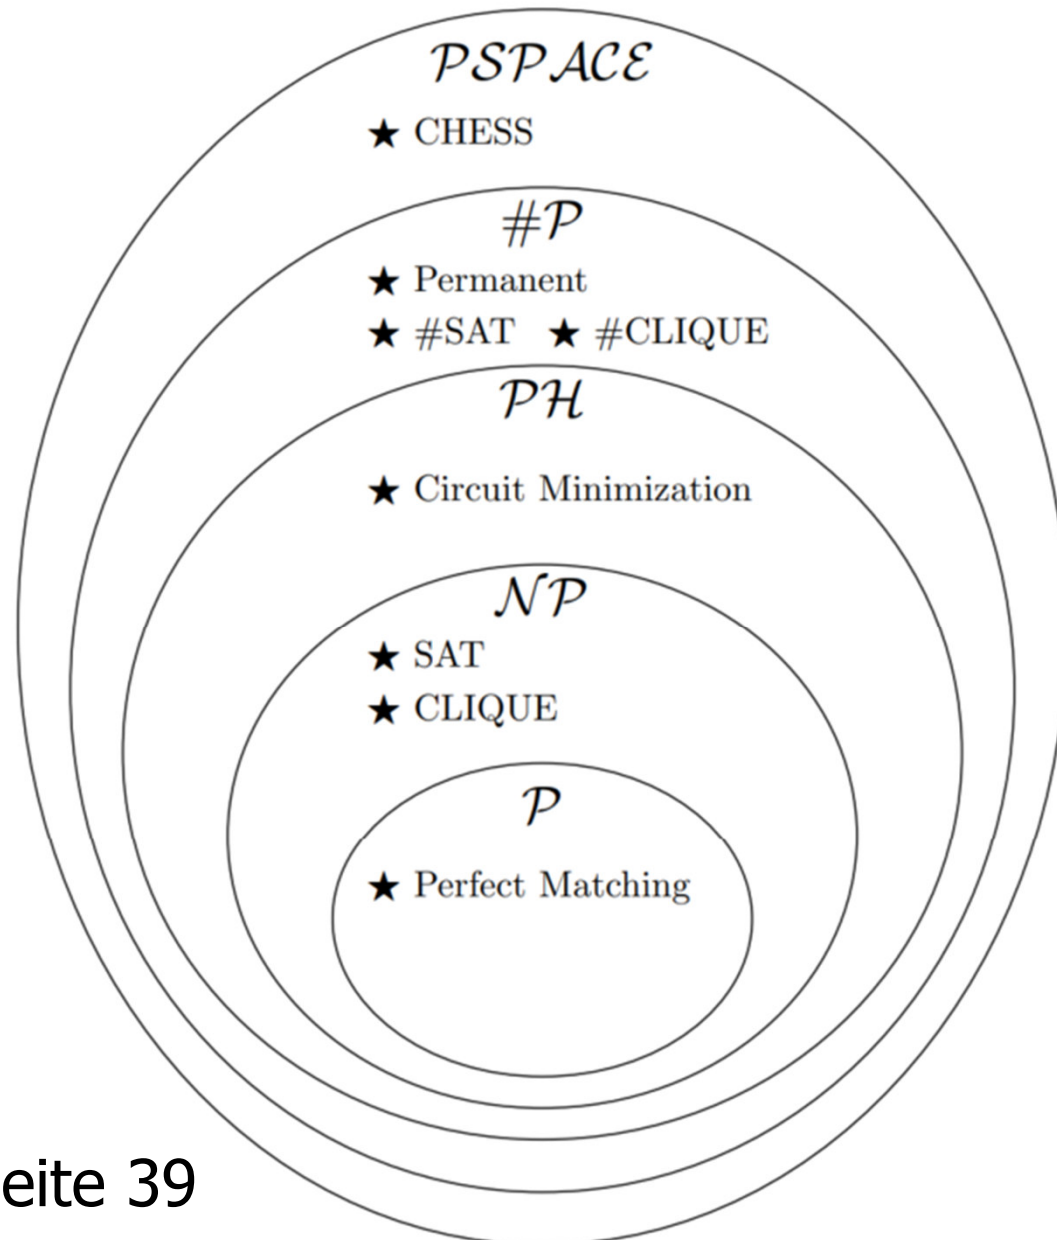 PSPACE
★ CHESS
#P
★ Permanent
★ #SAT ★ #CLIQUE
PH
★ Circuit Minimization
NP
★ SAT
★ CLIQUE
P
★ Perfect Matching
eite 39